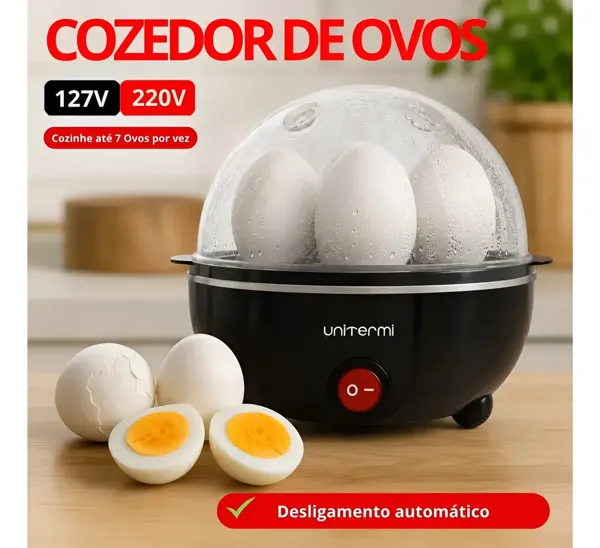 COZEDOR DE OVOS
127V 220V
Cozinhe até 7 Ovos por vez
unitermi
O –
Desligamento automático